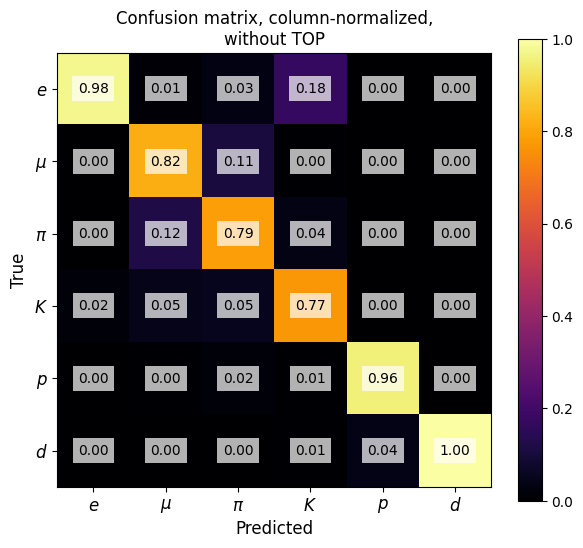 Confusion matrix, column-normalized,
without TOP
True
e 0.98 0.01 0.03 0.18 0.00 0.00
μ 0.00 0.82 0.11 0.00 0.00 0.00
π 0.00 0.12 0.79 0.04 0.00 0.00
K 0.02 0.05 0.05 0.77 0.00 0.00
p 0.00 0.00 0.02 0.01 0.96 0.00
d 0.00 0.00 0.00 0.01 0.04 1.00
e μ π K p d
Predicted
1.0
0.8
0.6
0.4
0.2
0.0